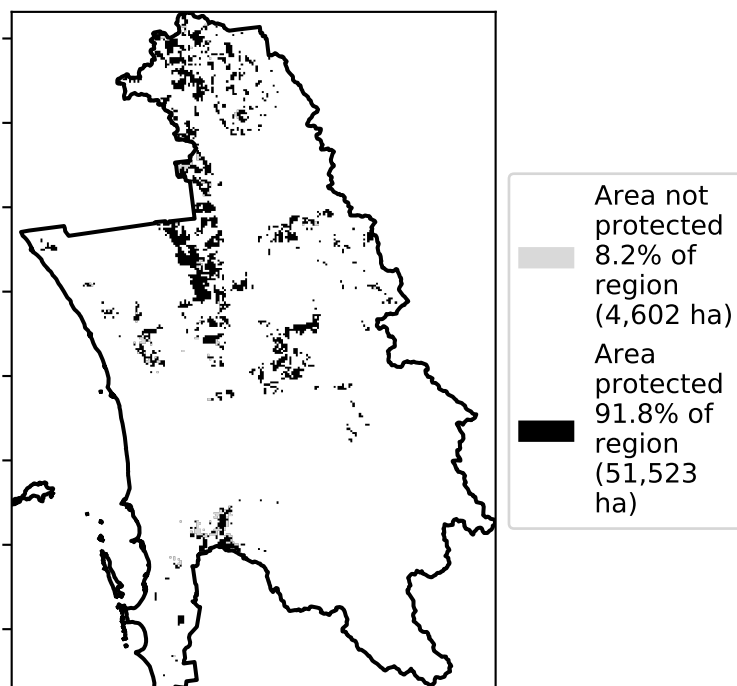 Area not
protected
8.2% of
region
(4,602 ha)
Area
protected
91.8% of
region
(51,523
ha)